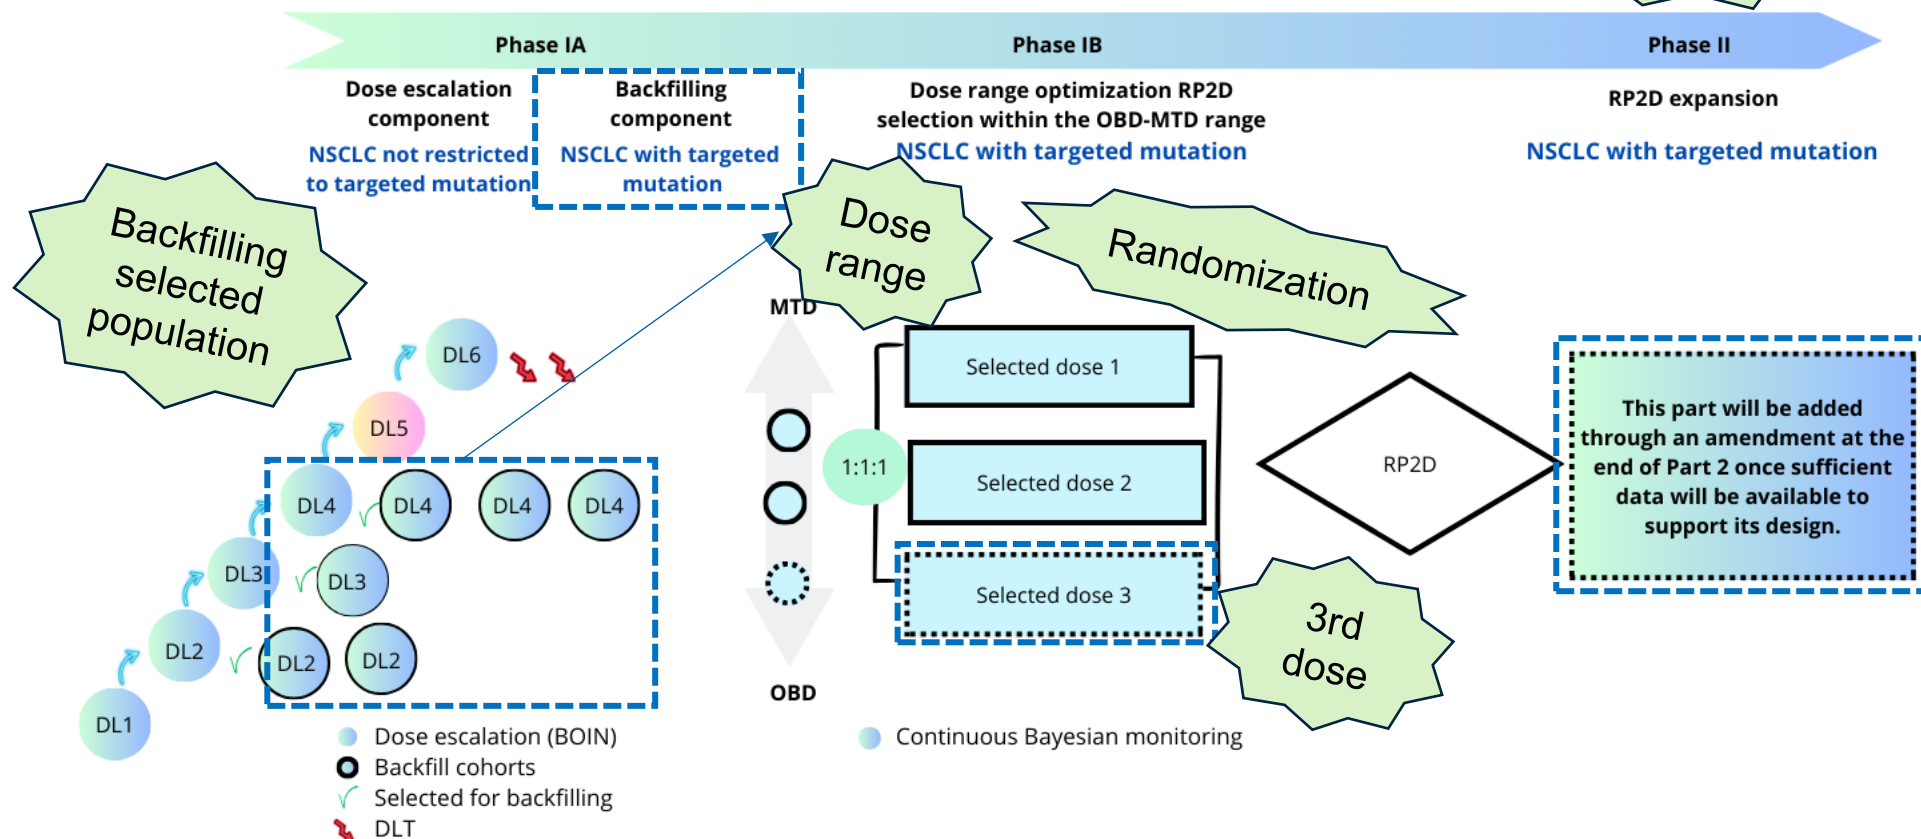 Phase IA
Phase IB
Phase II
Dose escalation
component
NSCLC not restricted
to targeted mutation
Backfilling
component
NSCLC with targeted
mutation
Dose range optimization RP2D
selection within the OBD-MTD range
NSCLC with targeted mutation
RP2D expansion
NSCLC with targeted mutation
Backfilling
selected
population
Dose
range
Randomization
DL6
DL5
DL4
DL4
DL4
DL4
DL3
DL3
DL2
DL2
DL2
DL1
Dose escalation (BOIN)
Backfill cohorts
Selected for backfilling
DLT
MTD
OBD
1:1:1
Selected dose 1
Selected dose 2
Selected dose 3
3rd
dose
Continuous Bayesian monitoring
RP2D
This part will be added
through an amendment at the
end of Part 2 once sufficient
data will be available to
support its design.